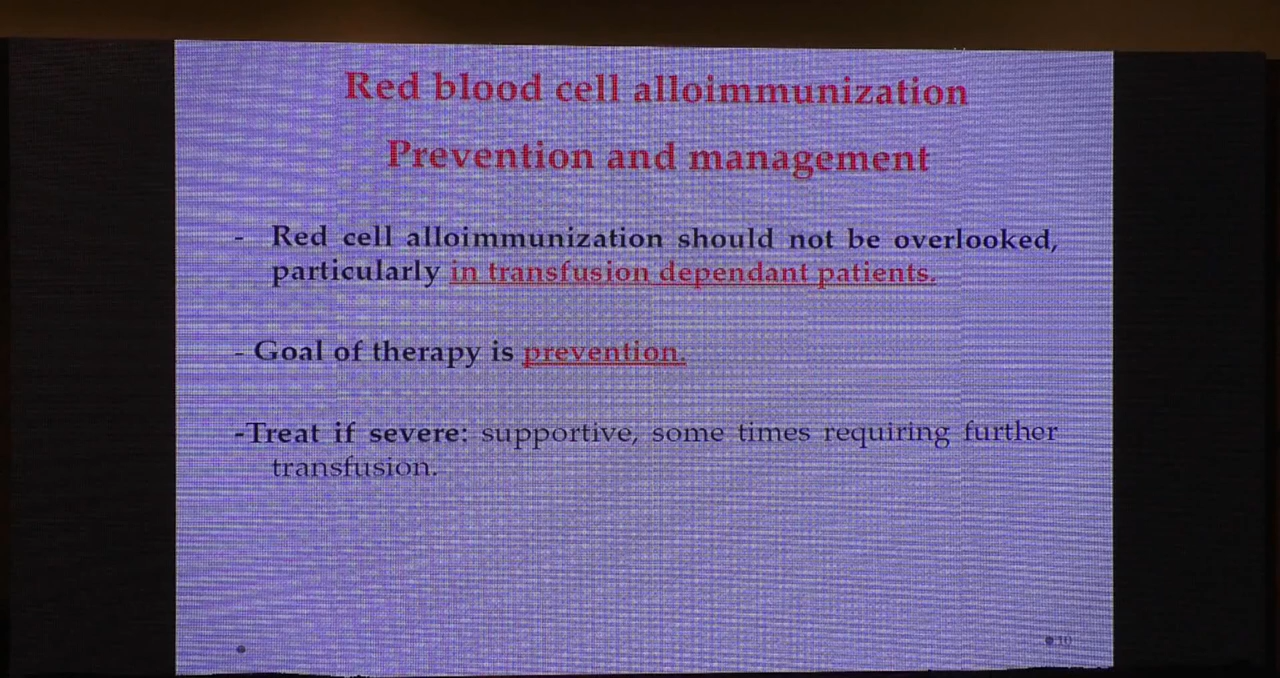 Red blood cell alloimmunization
Prevention and management
- Red cell alloimmunization should not be overlooked,
particularly in transfusion dependant patients.
- Goal of therapy is prevention.
-Treat if severe: supportive, some times requiring further
transfusion.
10